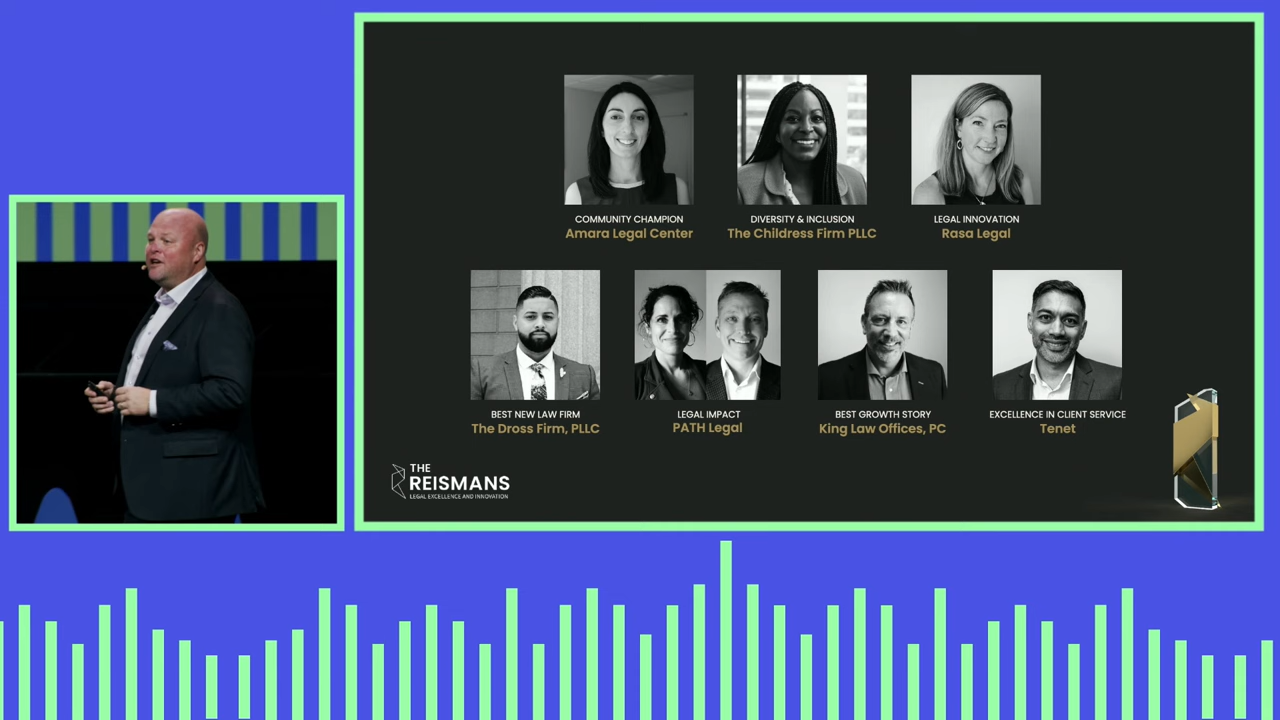 COMMUNITY CHAMPION
Amara Legal Center
DIVERSITY & INCLUSION
The Childress Firm PLLC
LEGAL INNOVATION
Rasa Legal
BEST NEW LAW FIRM
The Dross Firm, PLLC
LEGAL IMPACT
PATH Legal
BEST GROWTH STORY
King Law Offices, PC
EXCELLENCE IN CLIENT SERVICE
Tenet
THE
REISMANS
LEGAL EXCELLENCE AND INNOVATION